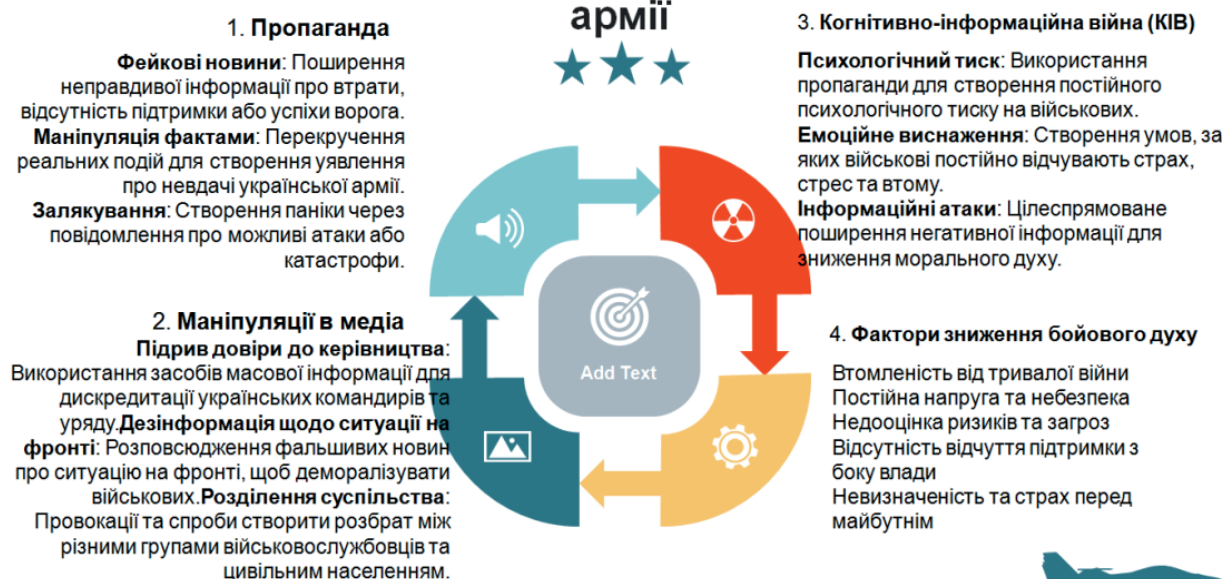 армії
1. Пропаганда
Фейкові новини: Поширення
неправдивої інформації про втрати,
відсутність підтримки або успіхи ворога.
Маніпуляція фактами: Перекручення
реальних подій для створення уявлення
про невдачі української армії.
Залякування: Створення паніки через
повідомлення про можливі атаки або
катастрофи.
2. Маніпуляції в медіа
Підрив довіри до керівництва:
Використання засобів масової інформації для
дискредитації українських командирів та
уряду.Дезінформація щодо ситуації на
фронті: Розповсюдження фальшивих новин
про ситуацію на фронті, щоб деморалізувати
військових.Розділення суспільства:
Провокації та спроби створити розбрат між
різними групами військовослужбовців та
цивільним населенням.
Add Text
3. Когнітивно-інформаційна війна (КІВ)
Психологічний тиск: Використання
пропаганди для створення постійного
психологічного тиску на військових.
Емоційне виснаження: Створення умов, за
яких військові постійно відчувають страх,
стрес та втому.
Інформаційні атаки: Цілеспрямоване
поширення негативної інформації для
зниження морального духу.
4. Фактори зниження бойового духу
Втомленість від тривалої війни
Постійна напруга та небезпека
Недооцінка ризиків та загроз
Відсутність відчуття підтримки з
боку влади
Невизначеність та страх перед
майбутнім